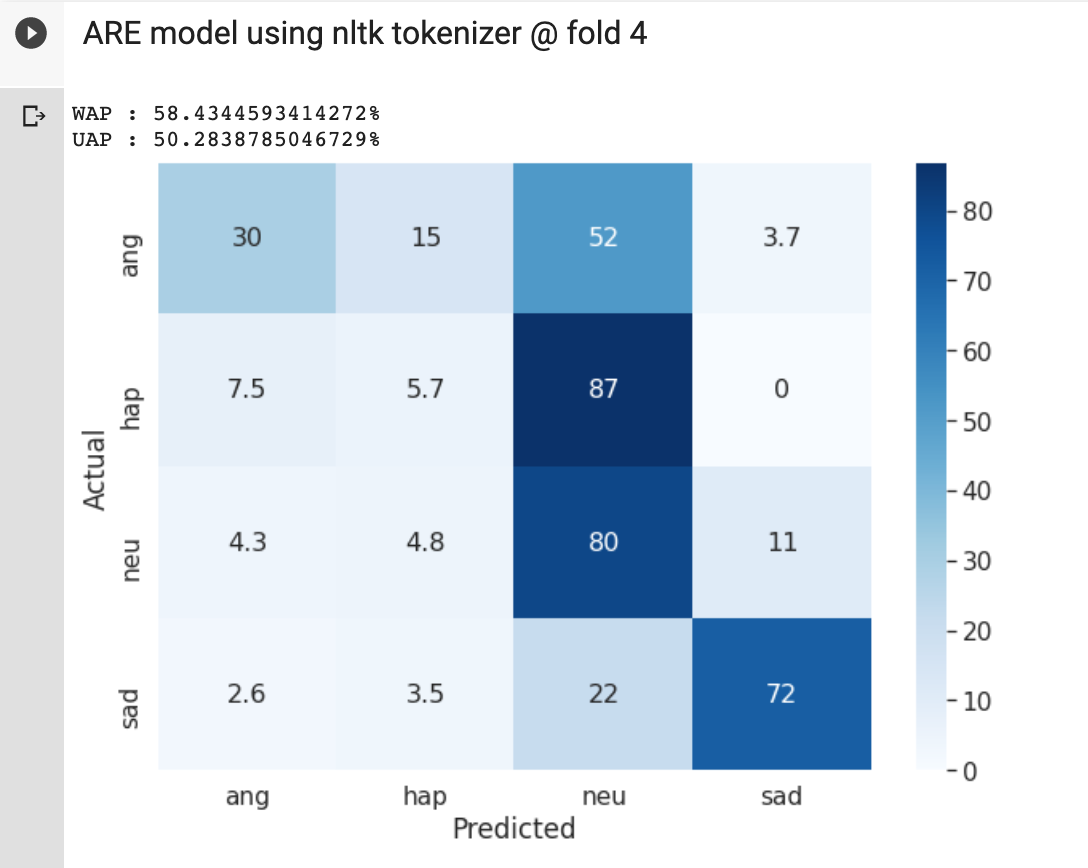 ARE model using nltk tokenizer @ fold 4
WAP : 58.4344593414272%
UAP : 50.2838785046729%
ang 30 15 52 3.7
hap 7.5 5.7 87 0
neu 4.3 4.8 80 11
sad 2.6 3.5 22 72
Actual
ang hap neu sad
Predicted
80
70
60
50
40
30
20
10
0